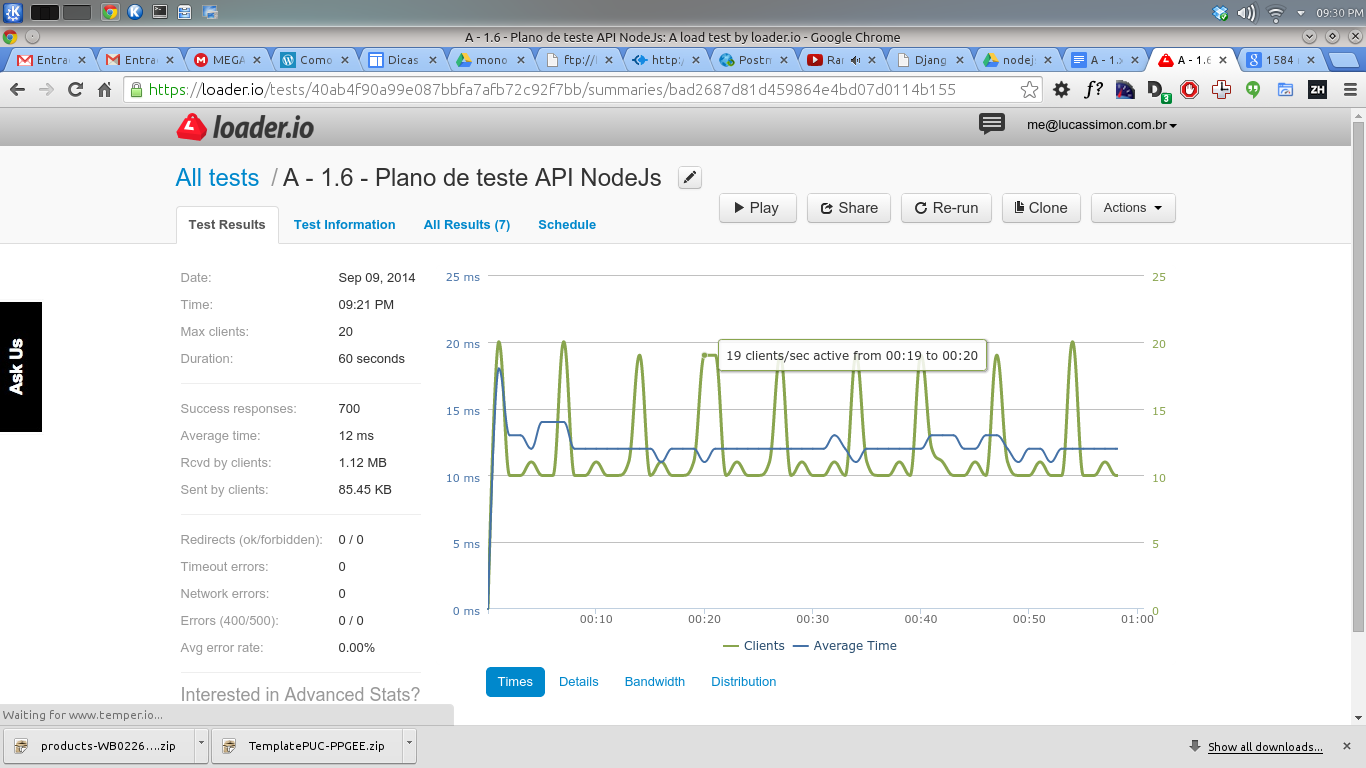 09:30 PM
A - 1.6 - Plano de teste API NodeJs: A load test by loader.io - Google Chrome
Entra
Entra
MEGA
Como
Dicas
mono
ftp://l
http:
Postm
Ra
Djang
nodej
A - 1.
A - 1.6
1584
https://loader.io/tests/40ab4f90a99e087bbfa7afb72c92f7bb/summaries/bad2687d81d459864e4bd07d0114b155
f?
D 3
ZH
loader.io
me@lucassimon.com.br
All tests / A - 1.6 - Plano de teste API NodeJs
Play
Share
Re-run
Clone
Actions
Test Results
Test Information
All Results (7)
Schedule
Ask Us
Date: Sep 09, 2014
Time: 09:21 PM
Max clients: 20
Duration: 60 seconds
Success responses: 700
Average time: 12 ms
Rcvd by clients: 1.12 MB
Sent by clients: 85.45 KB
Redirects (ok/forbidden): 0 / 0
Timeout errors: 0
Network errors: 0
Errors (400/500): 0 / 0
Avg error rate: 0.00%
Interested in Advanced Stats?
25 ms
20 ms
15 ms
10 ms
5 ms
0 ms
19 clients/sec active from 00:19 to 00:20
25
20
15
10
5
0
00:10
00:20
00:30
00:40
00:50
01:00
Clients
Average Time
Times
Details
Bandwidth
Distribution
Waiting for www.temper.io...
products-WB0226....zip
TemplatePUC-PPGEE.zip
Show all downloads...